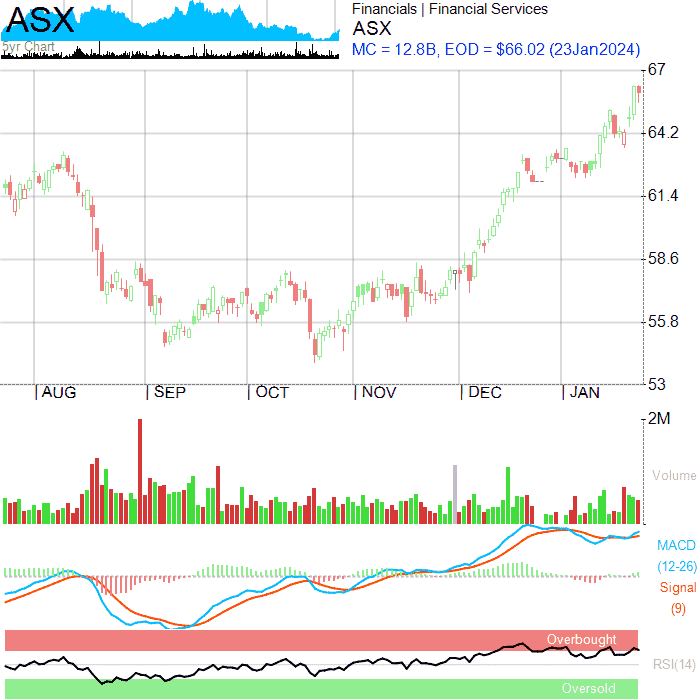 ASX
5yr Chart
Financials | Financial Services
ASX
MC = 12.8B, EOD = $66.02 (23Jan2024)
67
64.2
61.4
58.6
55.8
53
| AUG | SEP | OCT | NOV | DEC | JAN
2M
Volume
MACD
(12-26)
Signal
(9)
Overbought
RSI(14)
Oversold